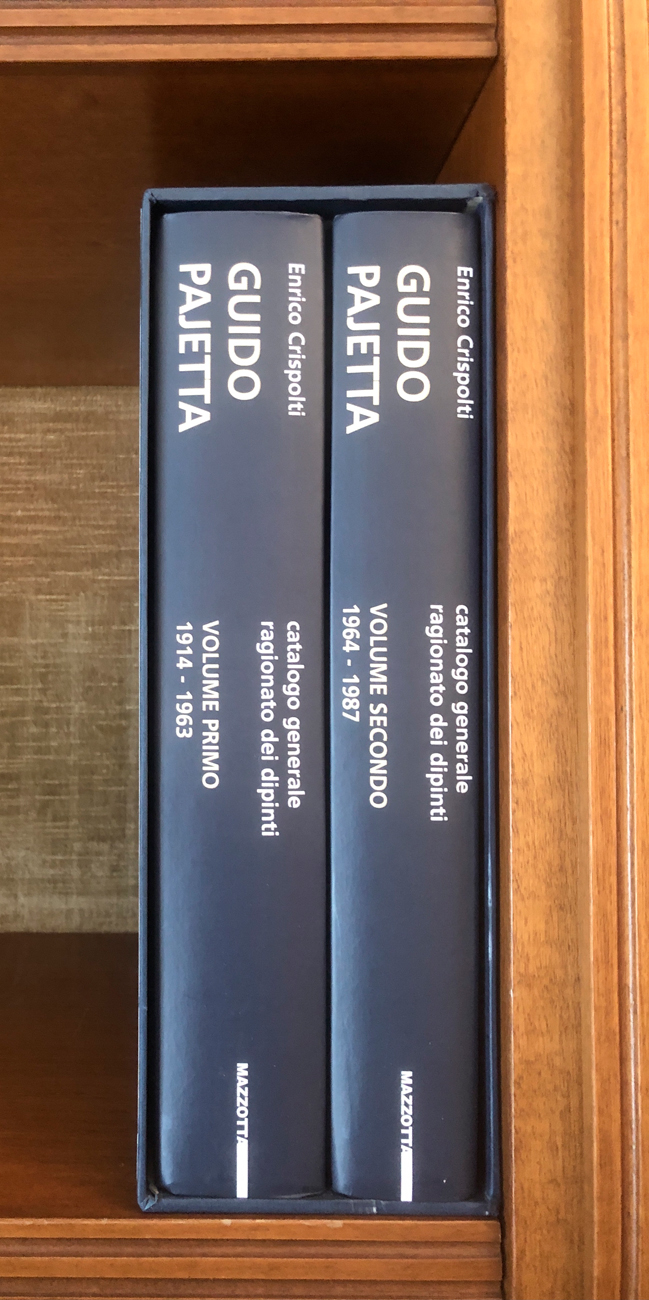 Enrico Crispolti
GUIDO
PAJETTA
catalogo generale
ragionato dei dipinti
VOLUME PRIMO
1914 - 1963
MAZZOTTA
Enrico Crispolti
GUIDO
PAJETTA
catalogo generale
ragionato dei dipinti
VOLUME SECONDO
1964 - 1987
MAZZOTTA